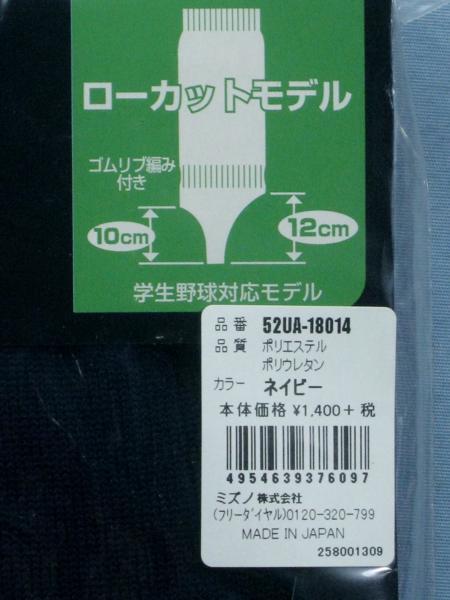 ローカットモデル
ゴムリブ編み
付き
10cm
12cm
学生野球対応モデル
品番 52UA-18014
品質 ポリエステル
ポリウレタン
カラー ネイビー
本体価格 ¥1,400+ 税
4954639376097
ミズノ株式会社
(フリーダイヤル)0120-320-799
MADE IN JAPAN
258001309